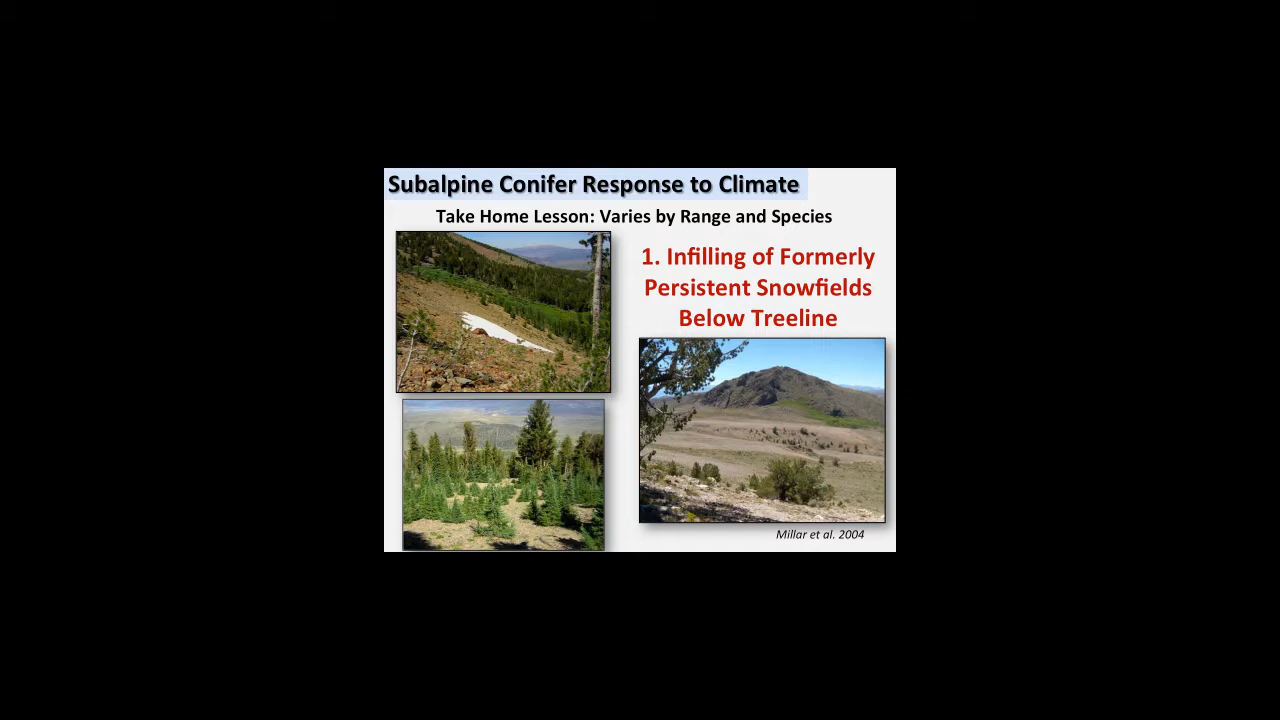 Subalpine Conifer Response to Climate
Take Home Lesson: Varies by Range and Species
1. Infilling of Formerly
Persistent Snowfields
Below Treeline
Millar et al. 2004